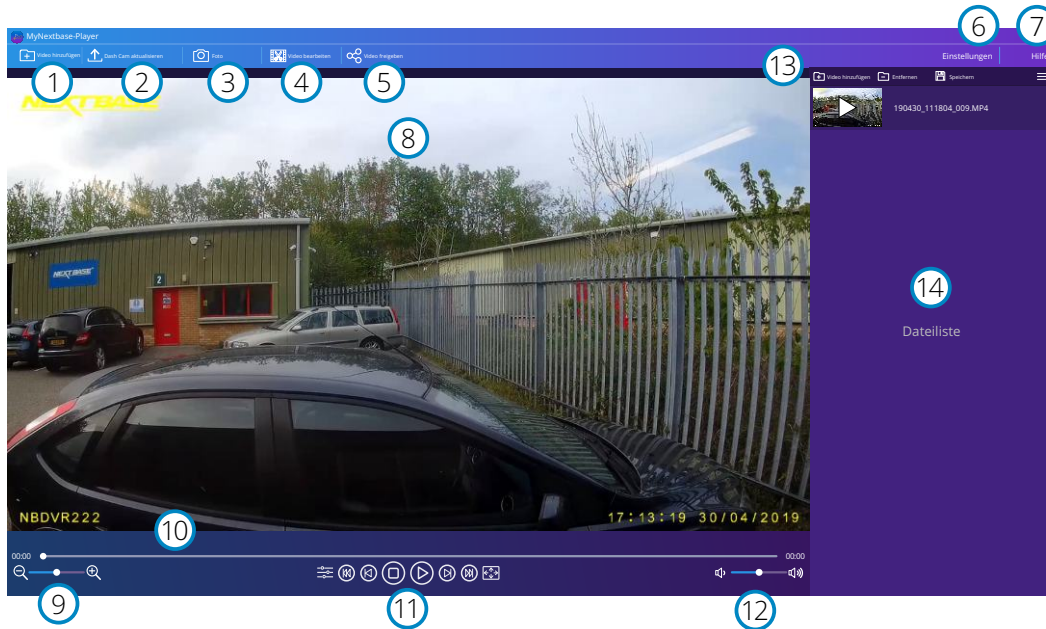 6 7
MyNextbase-Player
Video hinzufügen Dash Cam aktualisieren Foto Video bearbeiten Video freigeben Einstellungen Hilfe
1 2 3 4 5 13
Video hinzufügen Entfernen Speichern
NEXTBASE
190430_111804_009.MP4
8
NEXTBASE
2
14
Dateiliste
NBDVR222 17:13:19 30/04/2019
10
00:00 00:00
9 11 12